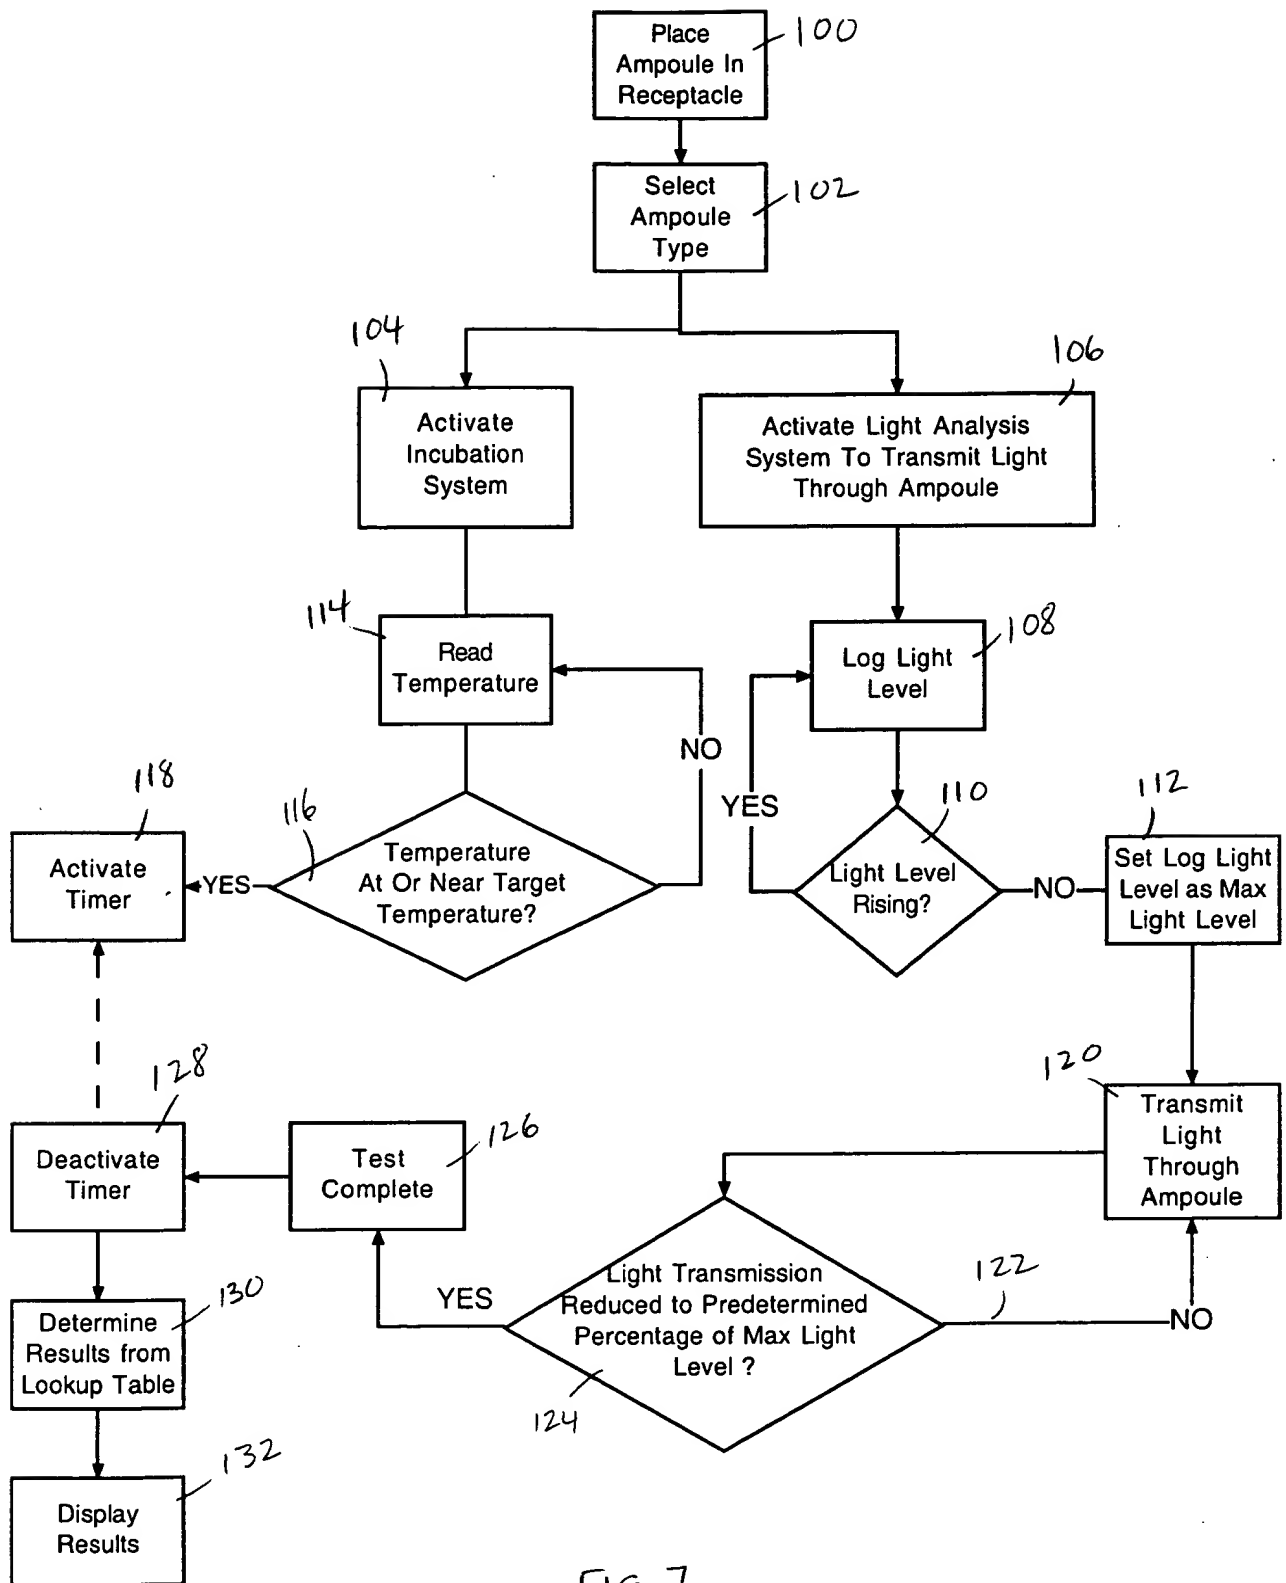 Place
Ampoule In
Receptacle
100
Select
Ampoule
Type
102
104
Activate
Incubation
System
106
Activate Light Analysis
System To Transmit Light
Through Ampoule
114
Read
Temperature
NO
Log Light
Level
108
YES
118
Activate
Timer
YES
116
Temperature
At Or Near Target
Temperature?
110
Light Level
Rising?
NO
112
Set Log Light
Level as Max
Light Level
120
Transmit
Light
Through
Ampoule
128
Deactivate
Timer
Test
Complete
126
YES
Light Transmission
Reduced to Predetermined
Percentage of Max Light
Level ?
124
122
NO
Determine
Results from
Lookup Table
130
Display
Results
132
FIG. 7